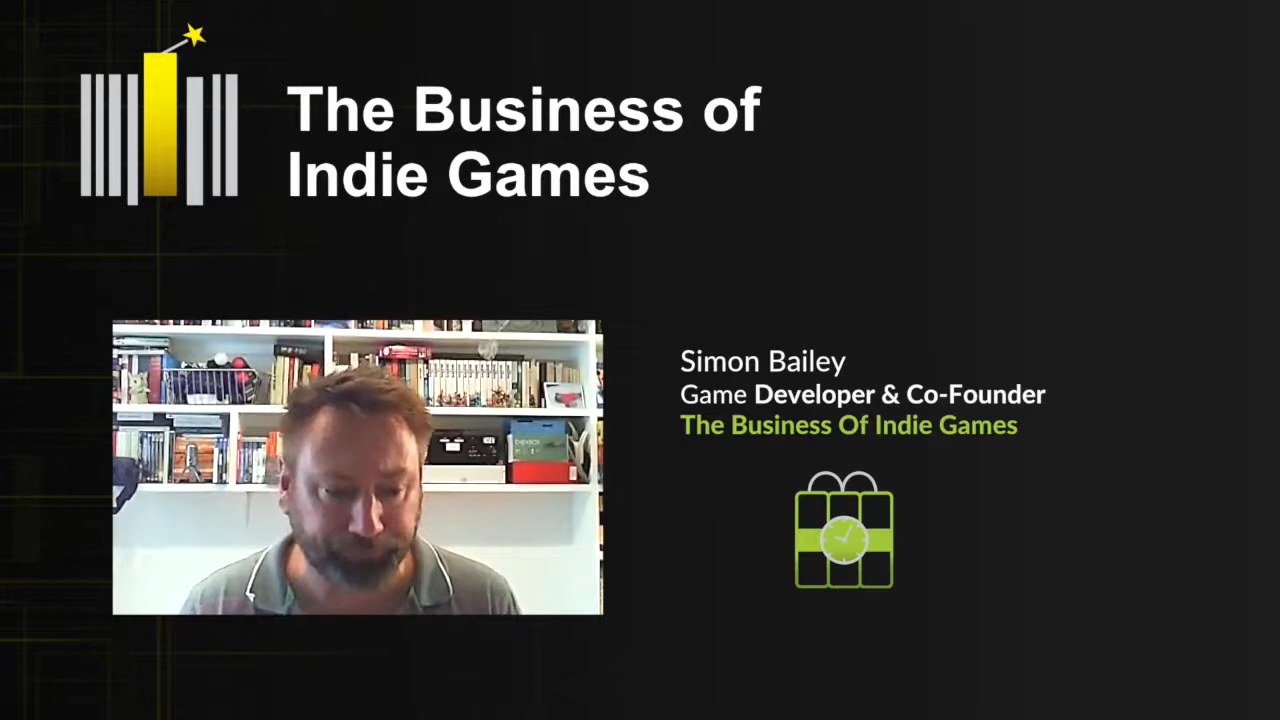 The Business of
Indie Games
Simon Bailey
Game Developer & Co-Founder
The Business Of Indie Games